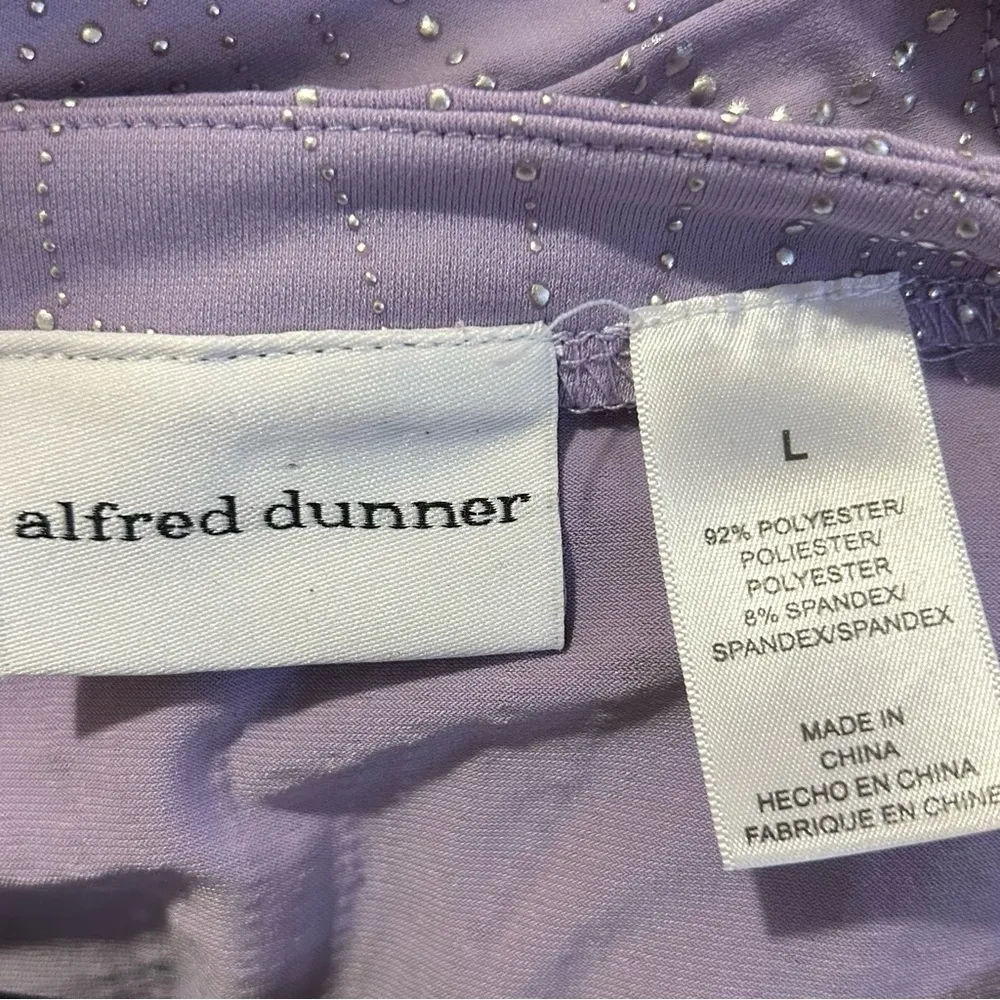 alfred dunner
L
92% POLYESTER/
POLIESTER/
POLYESTER
8% SPANDEX/
SPANDEX/SPANDEX
MADE IN
CHINA
HECHO EN CHINA
FABRIQUE EN CHINE